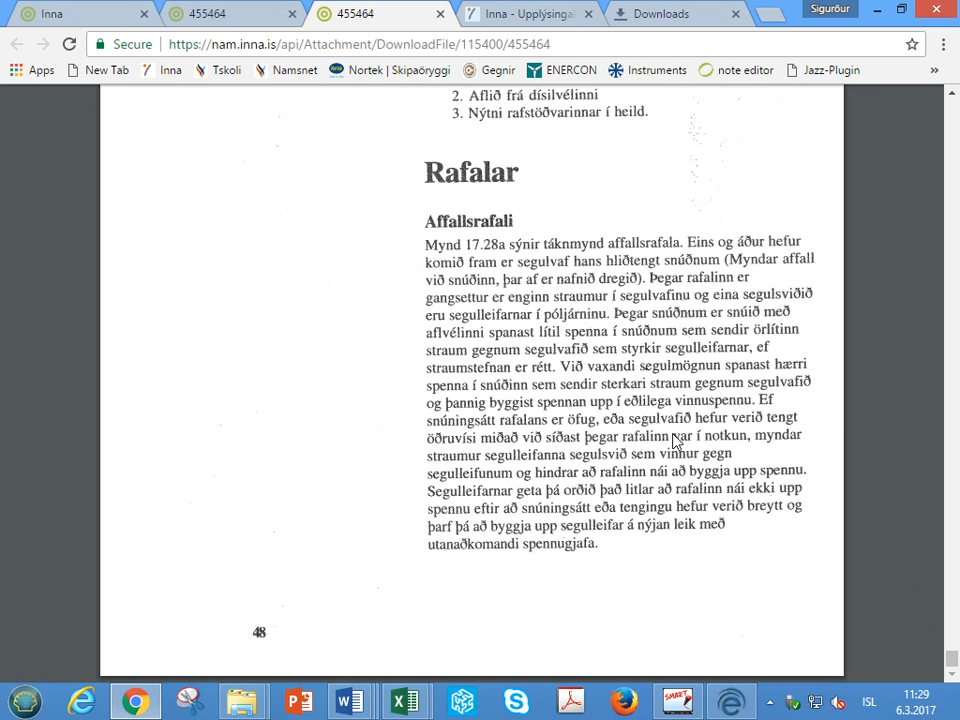 Inna
455464
455464
Inna - Upplýsinga
Downloads
Sigurður
Secure
https://nam.inna.is/api/Attachment/DownloadFile/115400/455464
Apps
New Tab
Inna
Tskoli
Namsnet
Nortek | Skipaöryggi
Gegnir
ENERCON
Instruments
note editor
Jazz-Plugin
»
2. Aflið frá dísilvélinni
3. Nýtni rafstöðvarinnar í heild.
Rafalar
Affallsrafali
Mynd 17.28a sýnir táknmynd affallsrafala. Eins og áður hefur
komið fram er segulvaf hans hliðtengt snúðnum (Myndar affall
við snúðinn, þar af er nafnið dregið). Þegar rafalinn er
gangsettur er enginn straumur í segulvafinu og eina segulsviðið
eru segulleifarnar í póljárninu. Þegar snúðnum er snúið með
aflvélinni spanast lítil spenna í snúðnum sem sendir örlítinn
straum gegnum segulvafið sem styrkir segulleifarnar, ef
straumstefnan er rétt. Við vaxandi segulmögnun spanast hærri
spenna í snúðinn sem sendir sterkari straum gegnum segulvafið
og þannig byggist spennan upp í eðlilega vinnuspennu. Ef
snúningsátt rafalans er öfug, eða segulvafið hefur verið tengt
öðruvísi miðað við síðast þegar rafalinn var í notkun, myndar
straumur segulleifanna segulsvið sem vinnur gegn
segulleifunum og hindrar að rafalinn nái að byggja upp spennu.
Segulleifarnar geta þá orðið það litlar að rafalinn nái ekki upp
spennu eftir að snúningsátt eða tengingu hefur verið breytt og
þarf þá að byggja upp segulleifar á nýjan leik með
utanaðkomandi spennugjafa.
48
SMART
ISL
11:29
6.3.2017